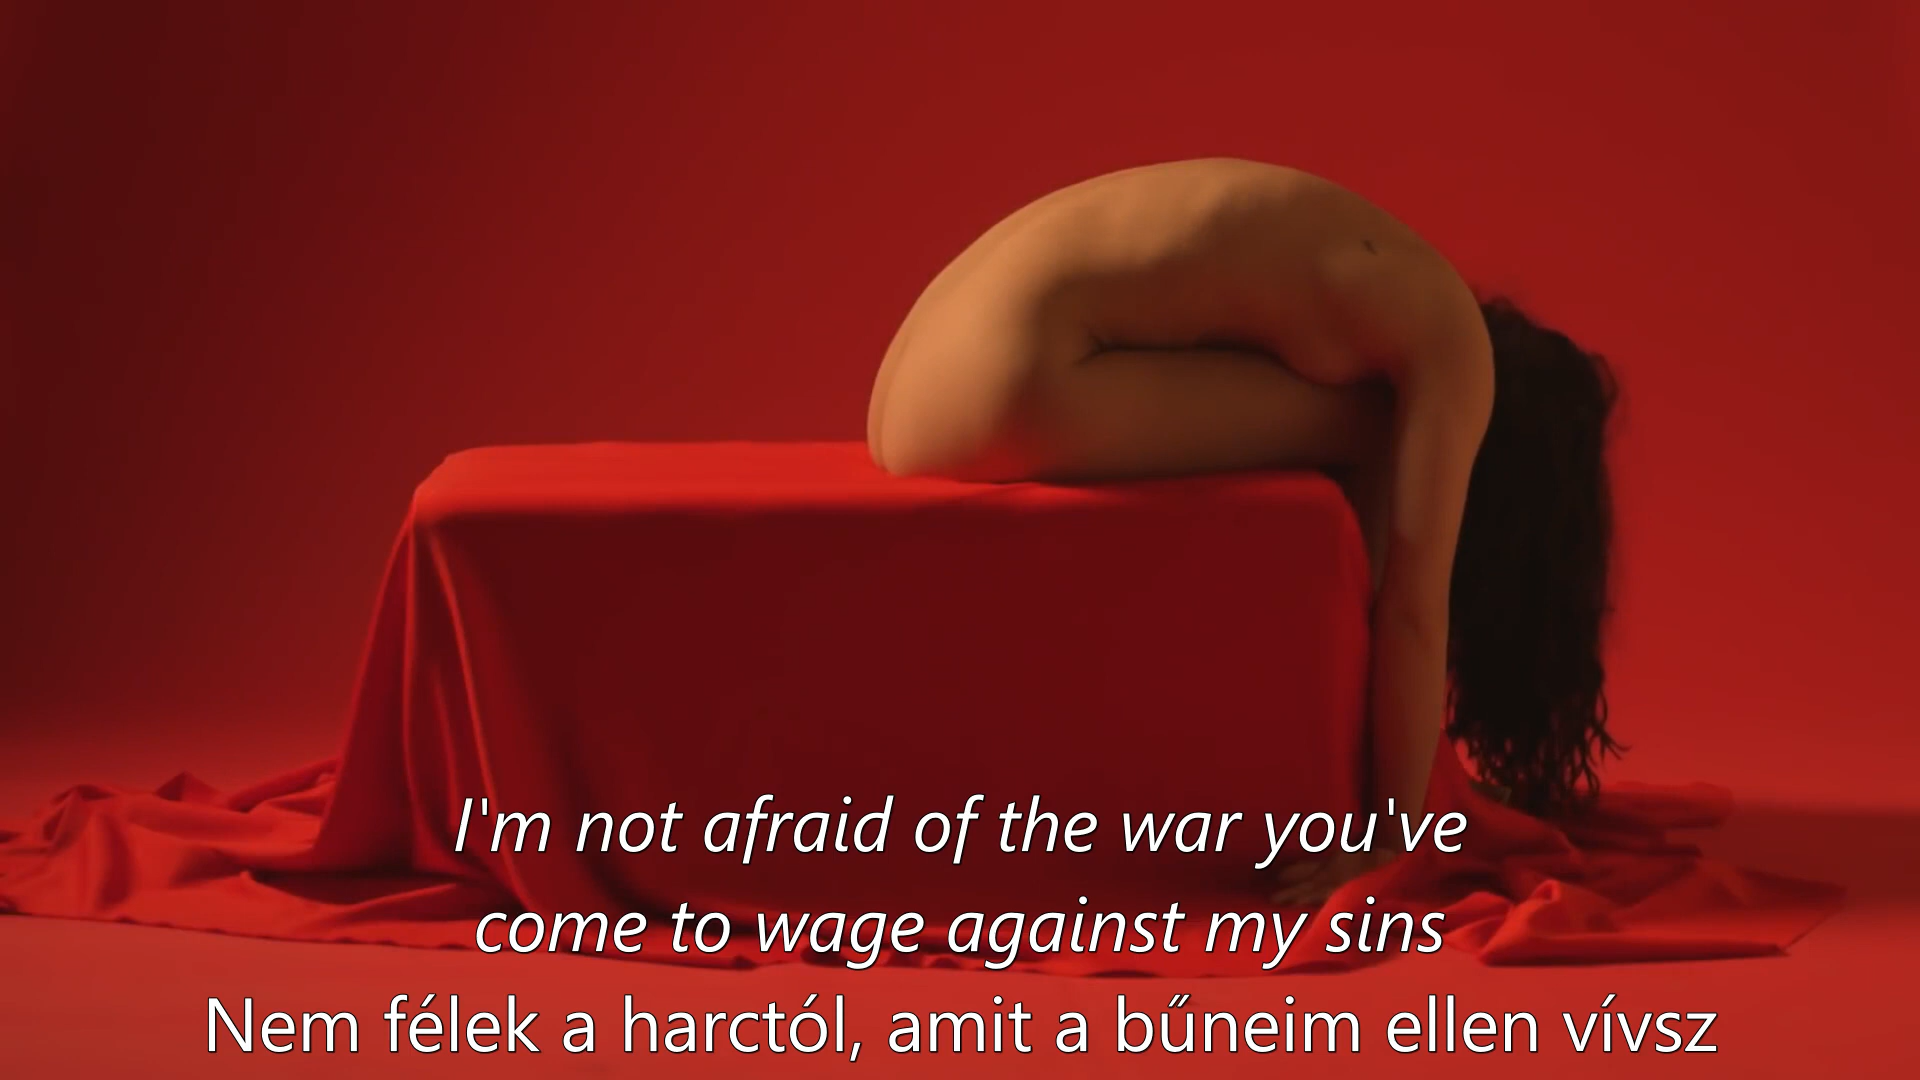 I'm not afraid of the war you've
come to wage against my sins
Nem félek a harctól, amit a bűneim ellen vívsz